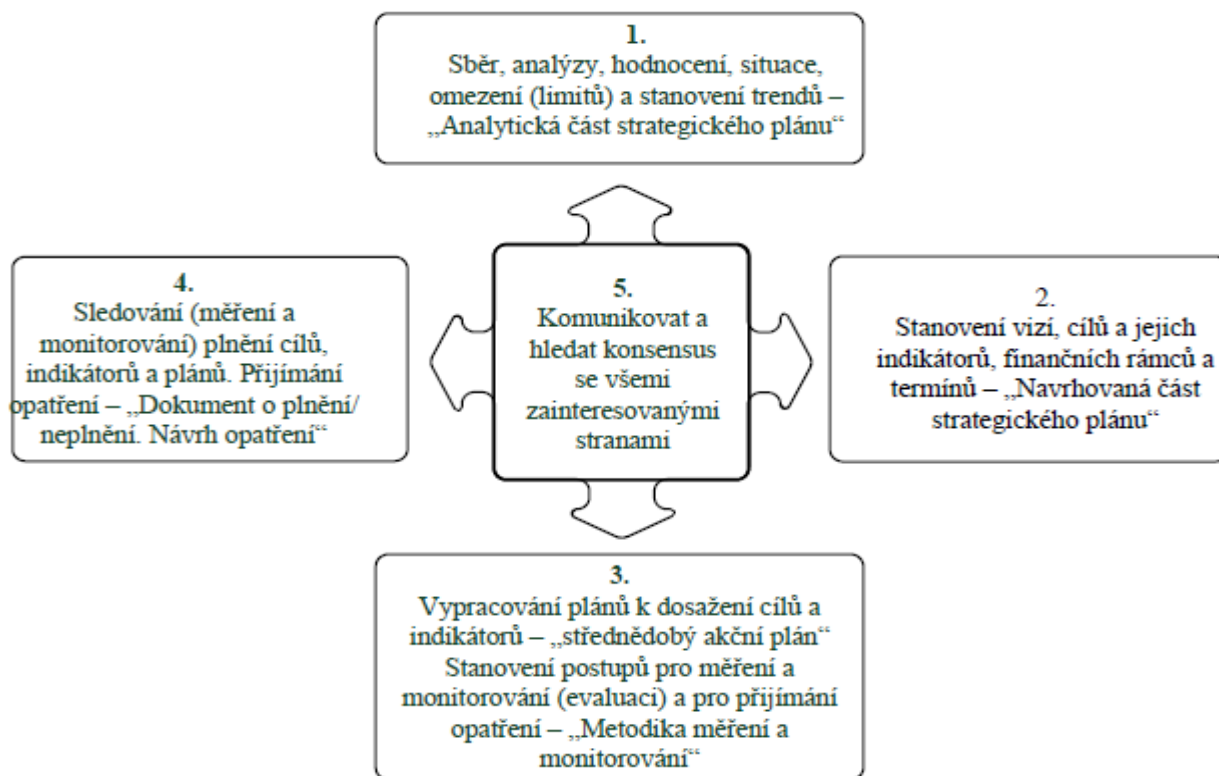 1.
Sběr, analýzy, hodnocení, situace,
omezení (limitů) a stanovení trendů –
„Analytická část strategického plánu“
4.
Sledování (měření a
monitorování) plnění cílů,
indikátorů a plánů. Přijímání
opatření – „Dokument o plnění/
neplnění. Návrh opatření“
5.
Komunikovat a
hledat konsensus
se všemi
zainteresovanými
stranami
2.
Stanovení vizí, cílů a jejich
indikátorů, finančních rámců a
termínů – „Navrhovaná část
strategického plánu“
3.
Vypracování plánů k dosažení cílů a
indikátorů – „střednědobý akční plán“
Stanovení postupů pro měření a
monitorování (evaluaci) a pro přijímání
opatření – „Metodika měření a
monitorování“